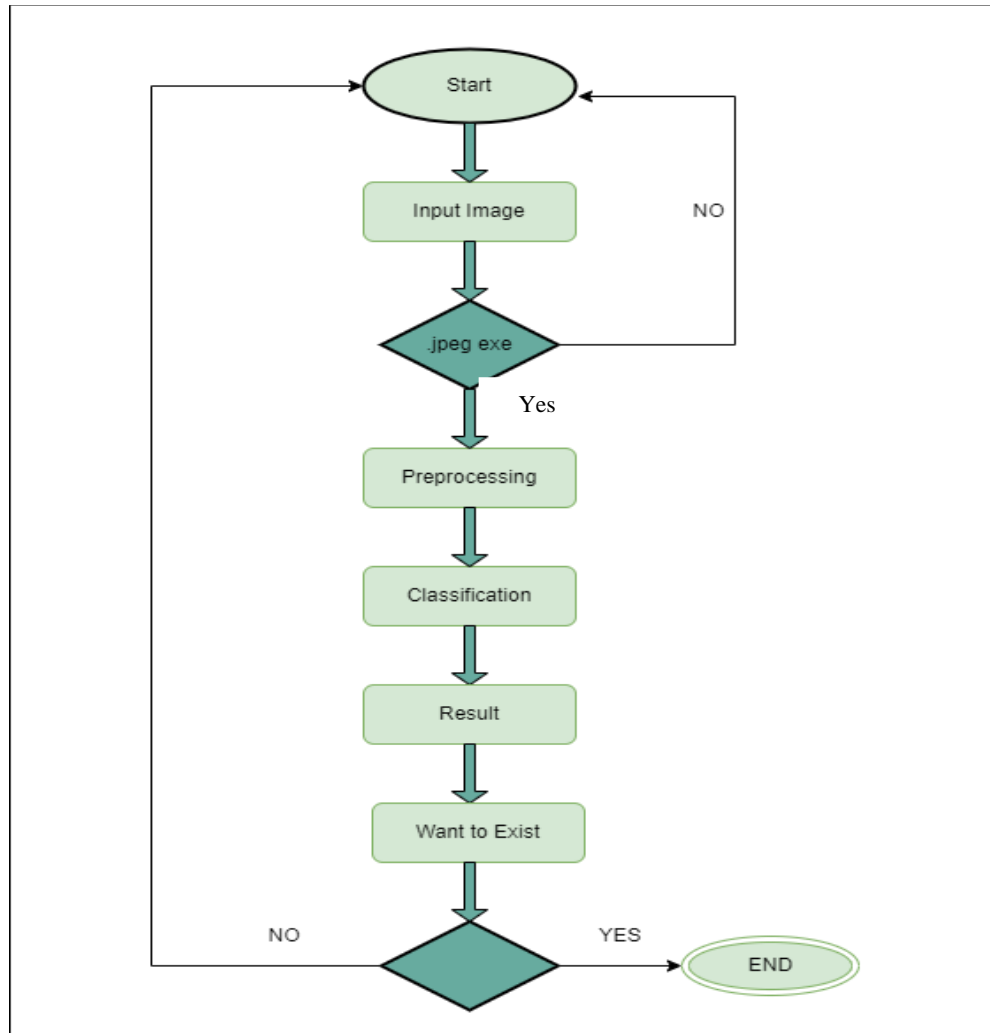 Start
Input Image
NO
.jpeg exe
Yes
Preprocessing
Classification
Result
Want to Exist
NO
YES
END